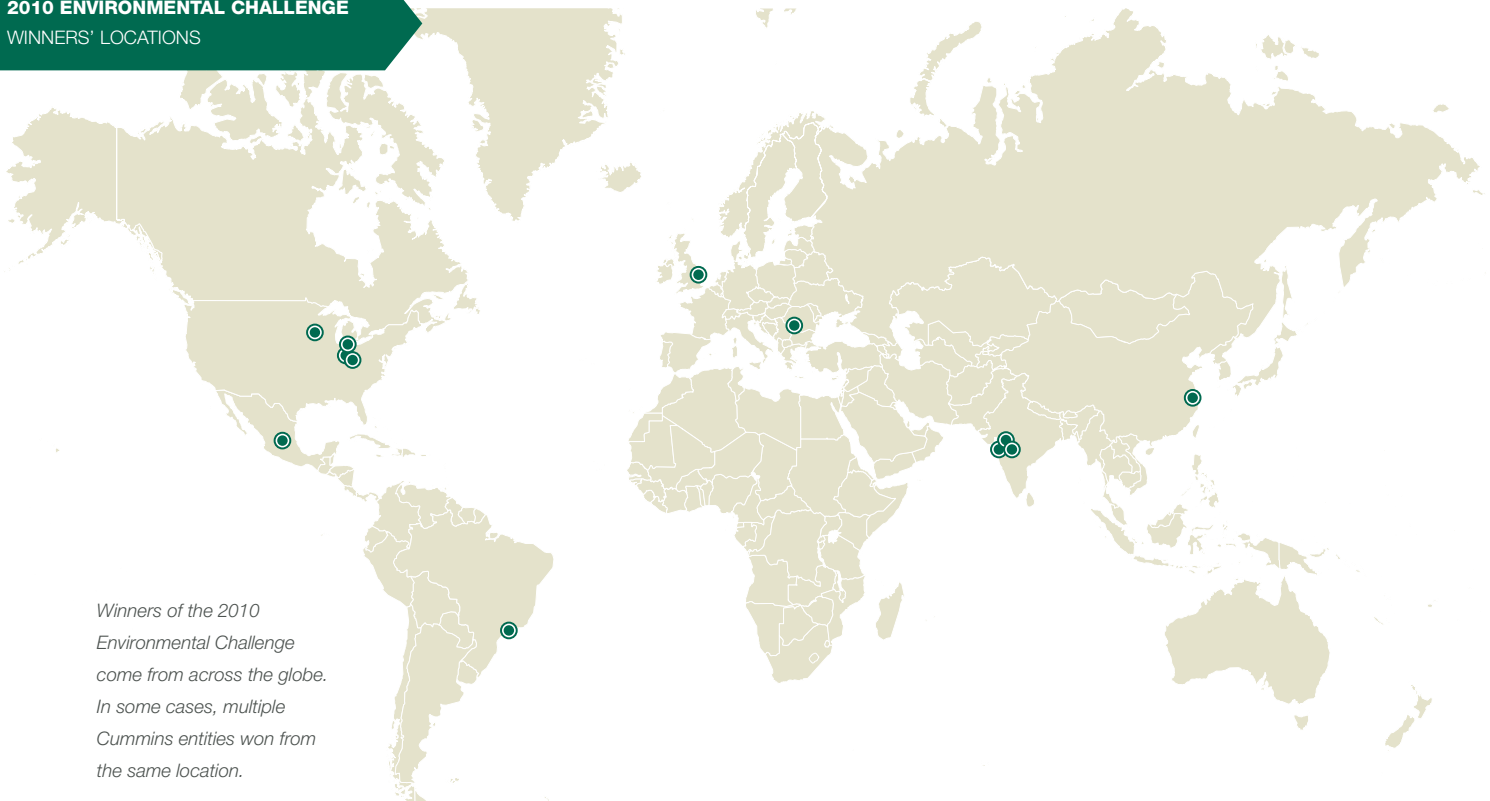 2010 ENVIRONMENTAL CHALLENGE
WINNERS' LOCATIONS
Winners of the 2010
Environmental Challenge
come from across the globe.
In some cases, multiple
Cummins entities won from
the same location.